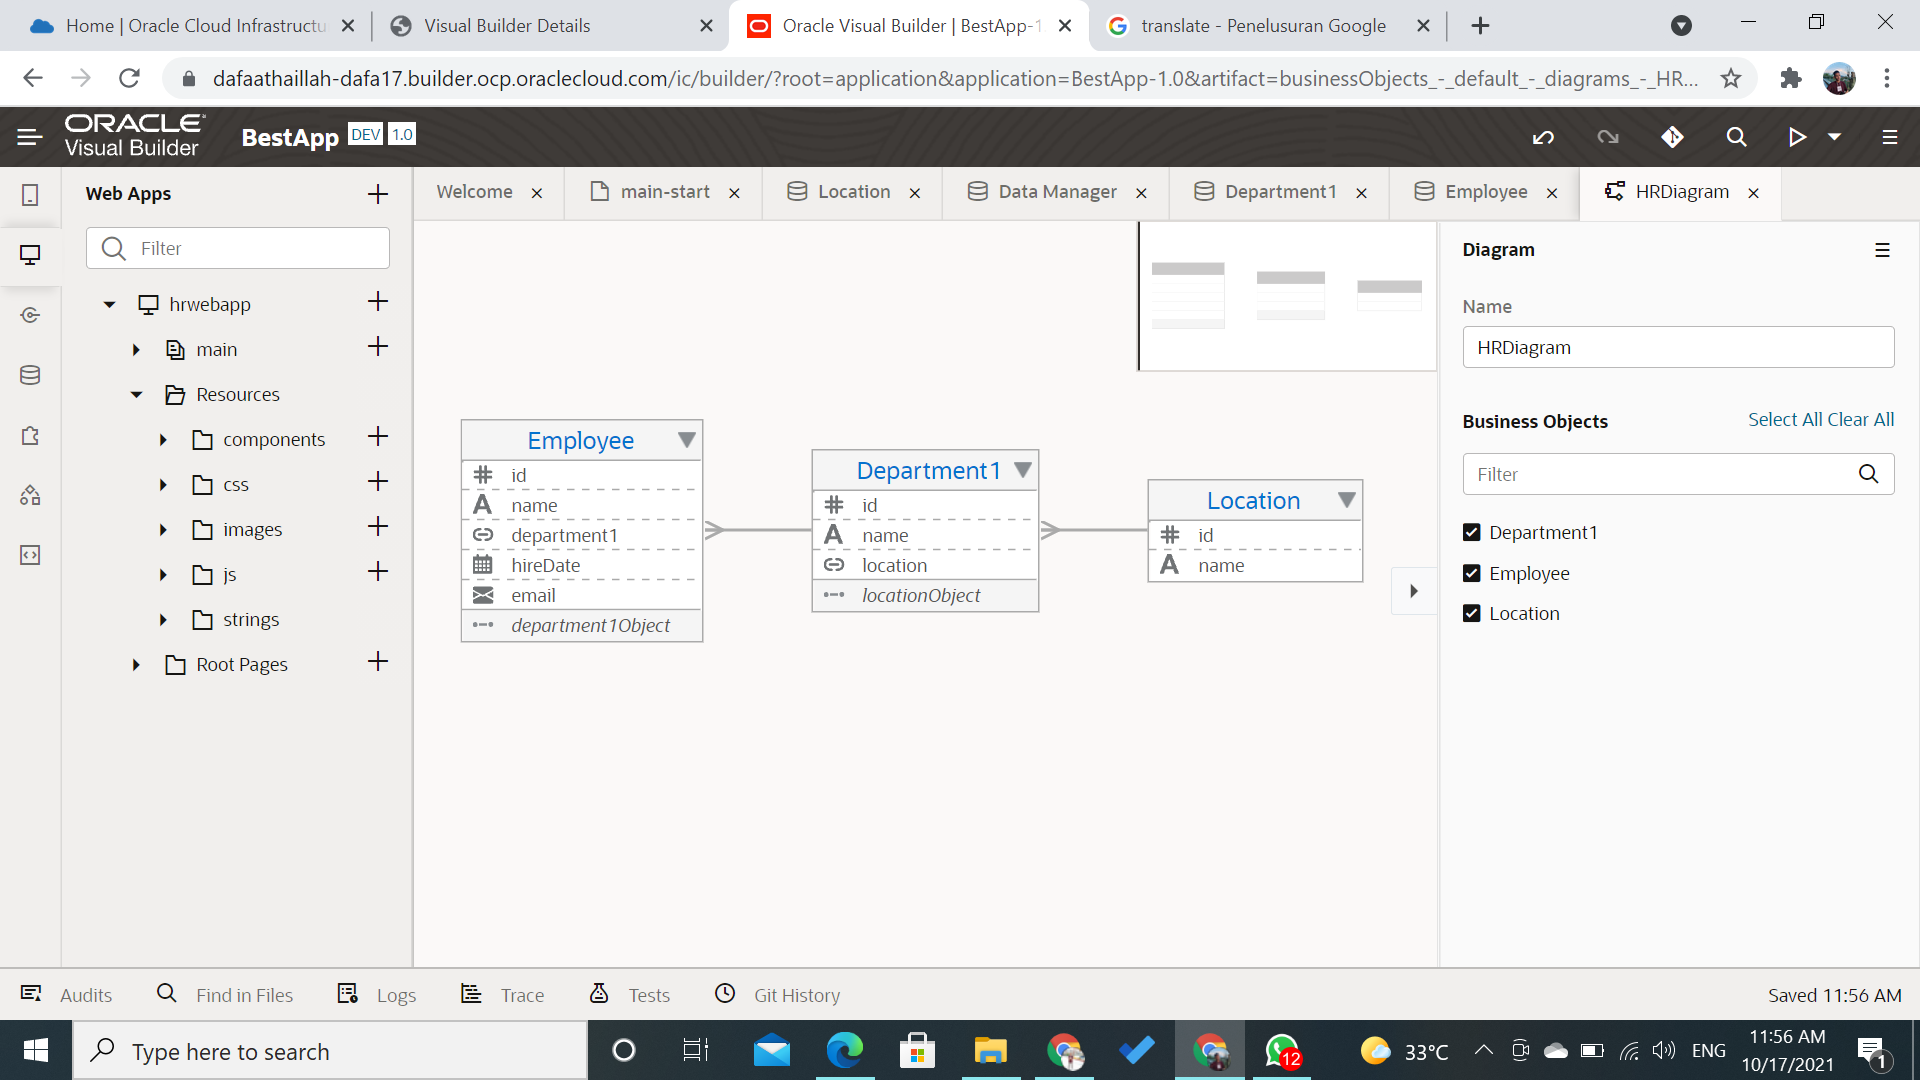 Home | Oracle Cloud Infrastructu
Visual Builder Details
Oracle Visual Builder | BestApp-1
translate - Penelusuran Google
dafaathaillah-dafa17.builder.ocp.oraclecloud.com/ic/builder/?root=application&application=BestApp-1.0&artifact=businessObjects_-_default_-_diagrams_-_HR...
ORACLE
Visual Builder
BestApp DEV 1.0
Web Apps
Welcome
main-start
Location
Data Manager
Department1
Employee
HRDiagram
Filter
hrwebapp
main
Resources
components
css
images
js
strings
Root Pages
Employee
id
name
department1
hireDate
email
department1Object
Department1
id
name
location
locationObject
Location
id
name
Diagram
Name
HRDiagram
Business Objects
Select All Clear All
Filter
Department1
Employee
Location
Audits
Find in Files
Logs
Trace
Tests
Git History
Saved 11:56 AM
Type here to search
12
33°C
ENG
11:56 AM
10/17/2021
1